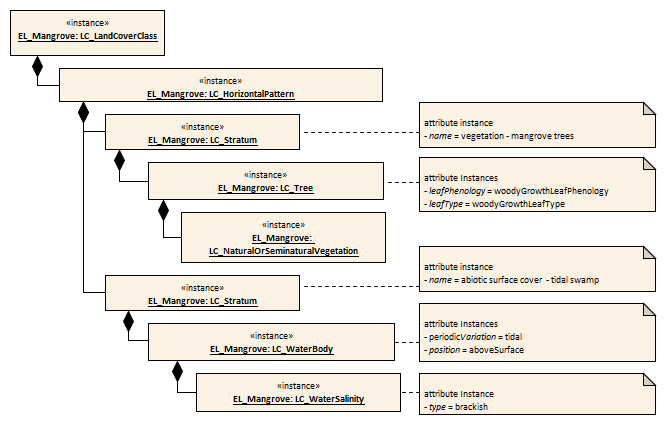 «instance»
EL_Mangrove: LC_LandCoverClass
«instance»
EL_Mangrove: LC_HorizontalPattern
«instance»
EL_Mangrove: LC_Stratum
attribute instance
- name = vegetation - mangrove trees
«instance»
EL_Mangrove: LC_Tree
attribute Instances
- leafPhenology = woodyGrowthLeafPhenology
- leafType = woodyGrowthLeafType
«instance»
EL_Mangrove:
LC_NaturalOrSeminaturalVegetation
«instance»
EL_Mangrove: LC_Stratum
attribute instance
- name = abiotic surface cover - tidal swamp
«instance»
EL_Mangrove: LC_WaterBody
attribute Instances
- periodicVariation = tidal
- position = aboveSurface
«instance»
EL_Mangrove: LC_WaterSalinity
attribute Instance
- type = brackish